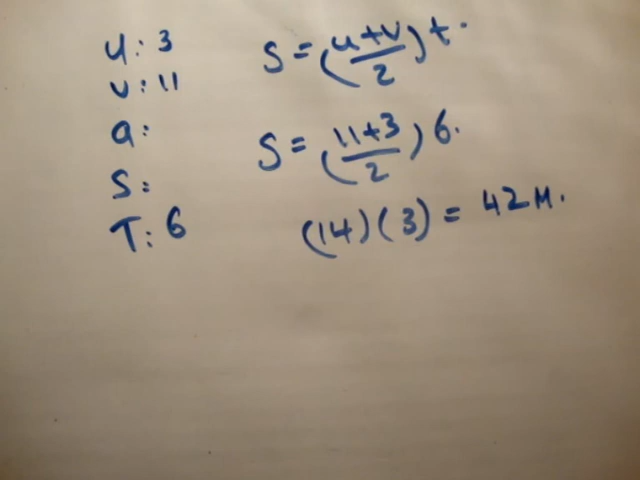 u: 3
v: 11
a:
S:
T: 6
S = (u+v/2)t.
S = (11+3/2)6.
(14)(3) = 42M.